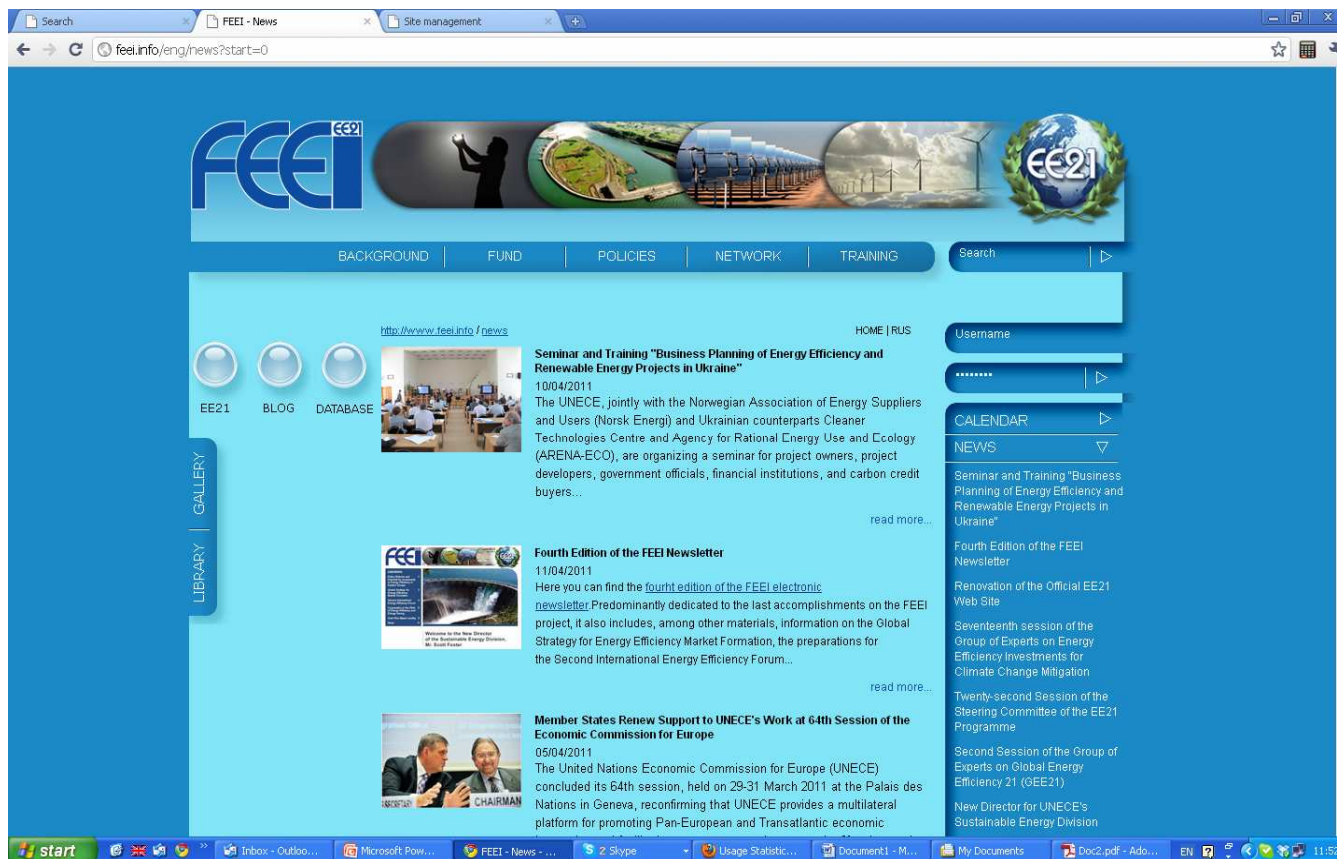 Search
FEEI - News
Site management
feei.info/eng/news?start=0
FEEI EE21
EE21
BACKGROUND
FUND
POLICIES
NETWORK
TRAINING
Search
http://www.feei.info / news
HOME | RUS
Username
EE21
BLOG
DATABASE
GALLERY
LIBRARY
Seminar and Training "Business Planning of Energy Efficiency and
Renewable Energy Projects in Ukraine"
10/04/2011
The UNECE, jointly with the Norwegian Association of Energy Suppliers
and Users (Norsk Energi) and Ukrainian counterparts Cleaner
Technologies Centre and Agency for Rational Energy Use and Ecology
(ARENA-ECO), are organizing a seminar for project owners, project
developers, government officials, financial institutions, and carbon credit
buyers...
read more...
FEEI
Welcome to the New Director
of the Sustainable Energy Division,
Mr. Scott Foster
Fourth Edition of the FEEI Newsletter
11/04/2011
Here you can find the fourht edition of the FEEI electronic
newsletter.Predominantly dedicated to the last accomplishments on the FEEI
project, it also includes, among other materials, information on the Global
Strategy for Energy Efficiency Market Formation, the preparations for
the Second International Energy Efficiency Forum...
read more...
CHAIRMAN
Member States Renew Support to UNECE's Work at 64th Session of the
Economic Commission for Europe
05/04/2011
The United Nations Economic Commission for Europe (UNECE)
concluded its 64th session, held on 29-31 March 2011 at the Palais des
Nations in Geneva, reconfirming that UNECE provides a multilateral
platform for promoting Pan-European and Transatlantic economic
CALENDAR
NEWS
Seminar and Training "Business
Planning of Energy Efficiency and
Renewable Energy Projects in
Ukraine"
Fourth Edition of the FEEI
Newsletter
Renovation of the Official EE21
Web Site
Seventeenth session of the
Group of Experts on Energy
Efficiency Investments for
Climate Change Mitigation
Twenty-second Session of the
Steering Committee of the EE21
Programme
Second Session of the Group of
Experts on Global Energy
Efficiency 21 (GEE21)
New Director for UNECE's
Sustainable Energy Division
start
Inbox - Outloo...
Microsoft Pow...
FEEI - News - ...
2 Skype
Usage Statistic...
Document1 - M...
My Documents
Doc2.pdf - Ado...
EN